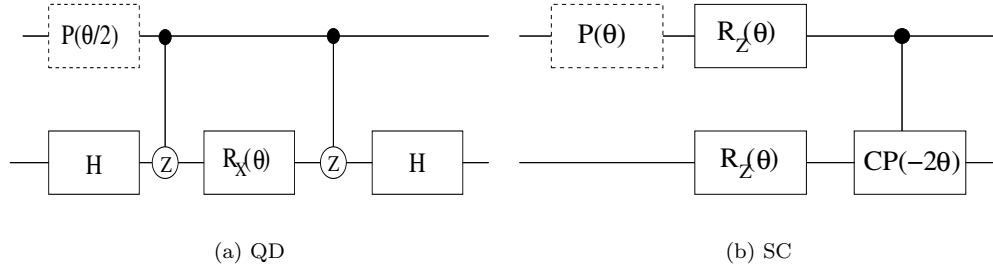 P(θ/2)
H
Z
R_X(θ)
Z
H
(a) QD
P(θ)
R_Z(θ)
R_Z(θ)
CP(−2θ)
(b) SC